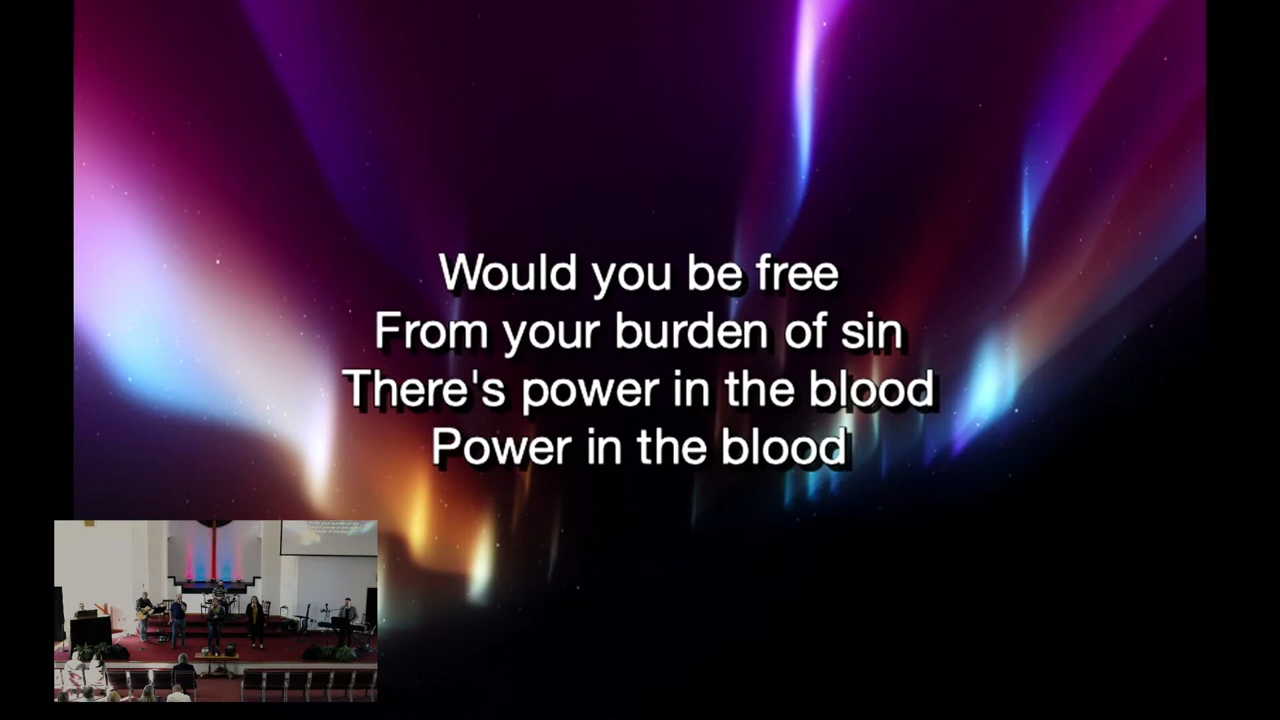 Would you be free
From your burden of sin
There's power in the blood
Power in the blood